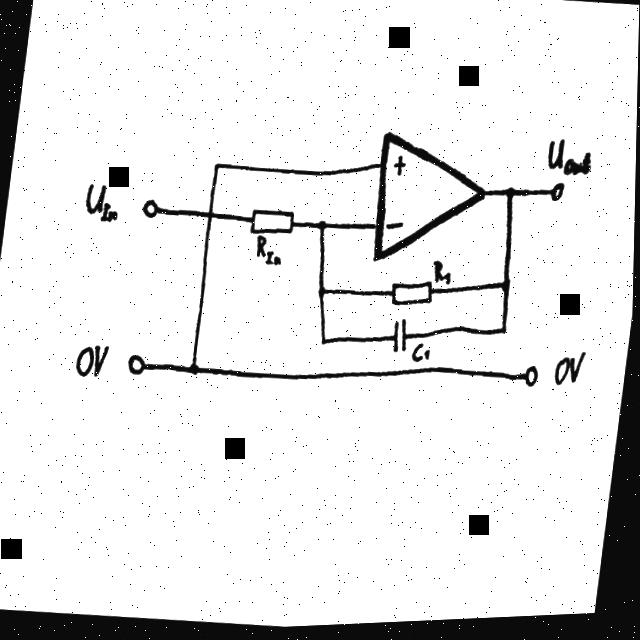 U_out
+
U_In
R_In
−
R_1
C_1
0V
0V